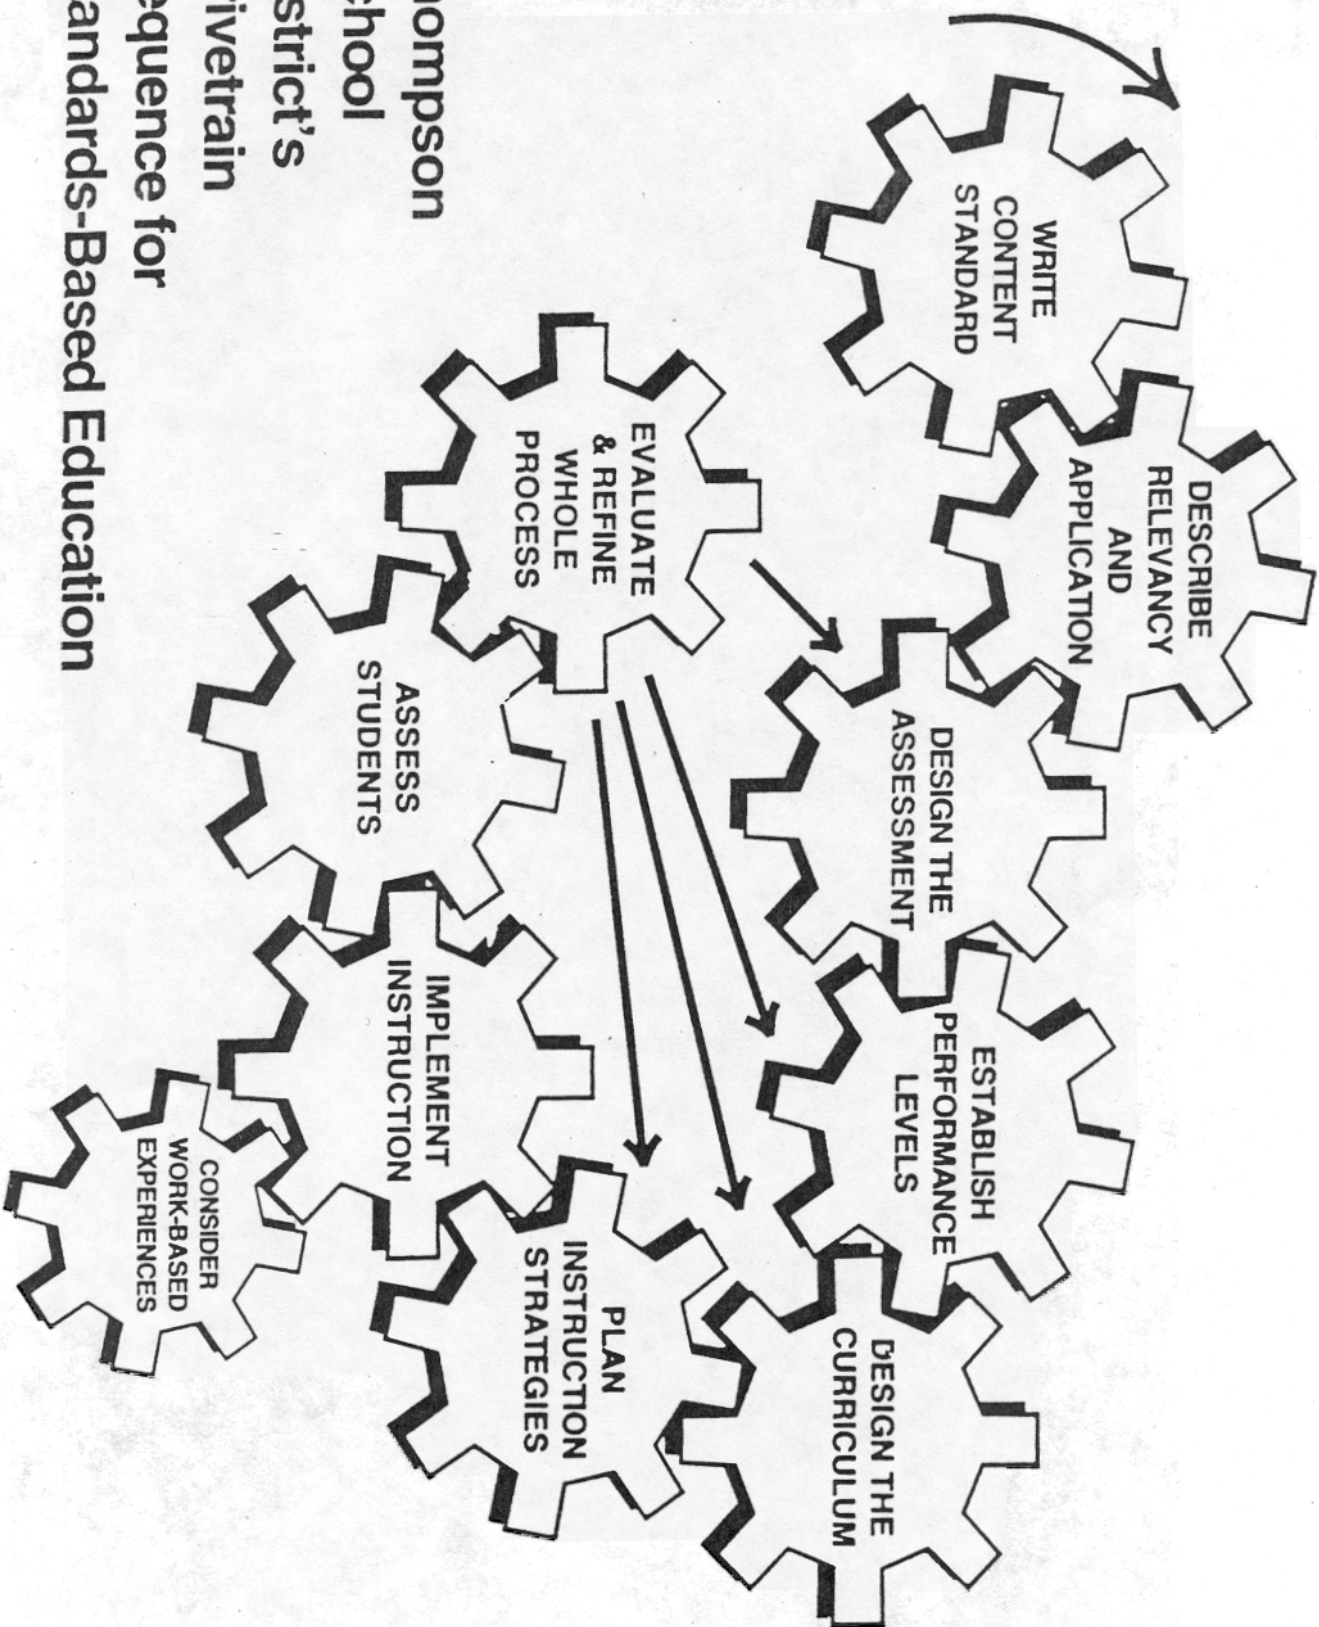 WRITE
CONTENT
STANDARD
DESCRIBE
RELEVANCY
AND
APPLICATION
DESIGN THE
ASSESSMENT
ESTABLISH
PERFORMANCE
LEVELS
DESIGN THE
CURRICULUM
PLAN
INSTRUCTION
STRATEGIES
IMPLEMENT
INSTRUCTION
CONSIDER
WORK-BASED
EXPERIENCES
ASSESS
STUDENTS
EVALUATE
& REFINE
WHOLE
PROCESS
hompson
chool
strict's
rivetrain
equence for
andards-Based Education